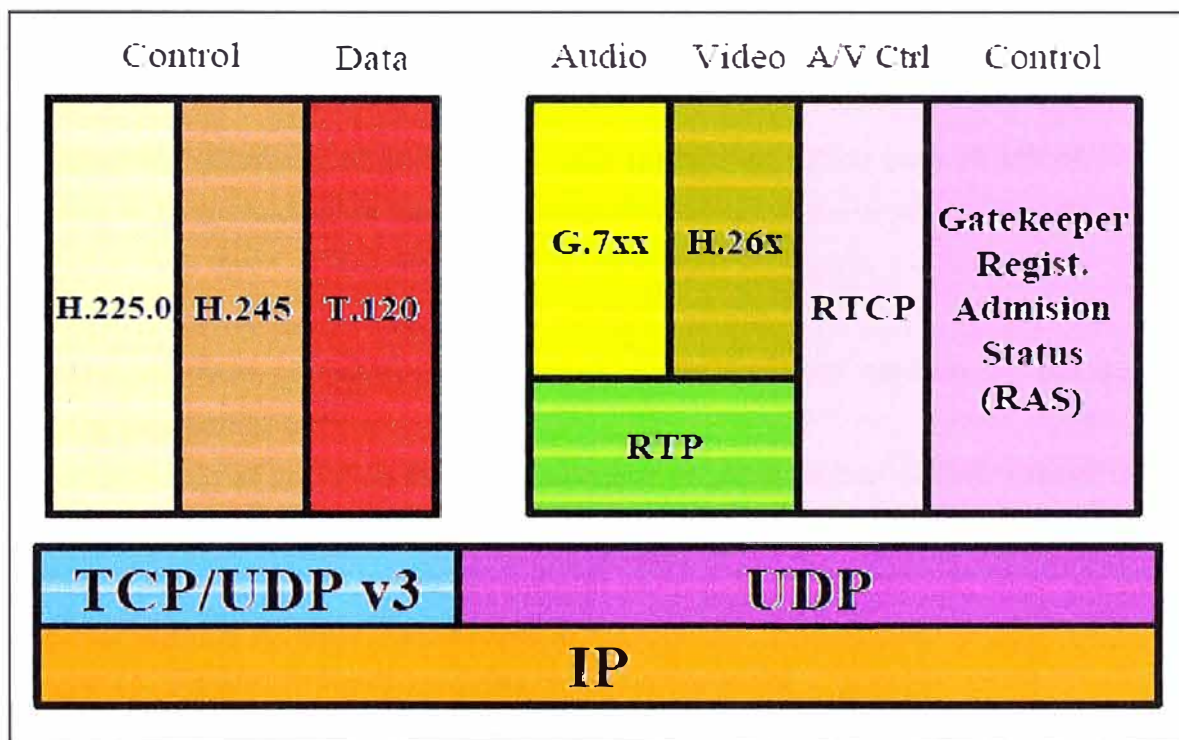 Control Data Audio Video A/V Ctrl Control
H.225.0 H.245 T.120
G.7xx H.26x
RTP
RTCP
Gatekeeper
Regist.
Admision
Status
(RAS)
TCP/UDP v3 UDP
IP